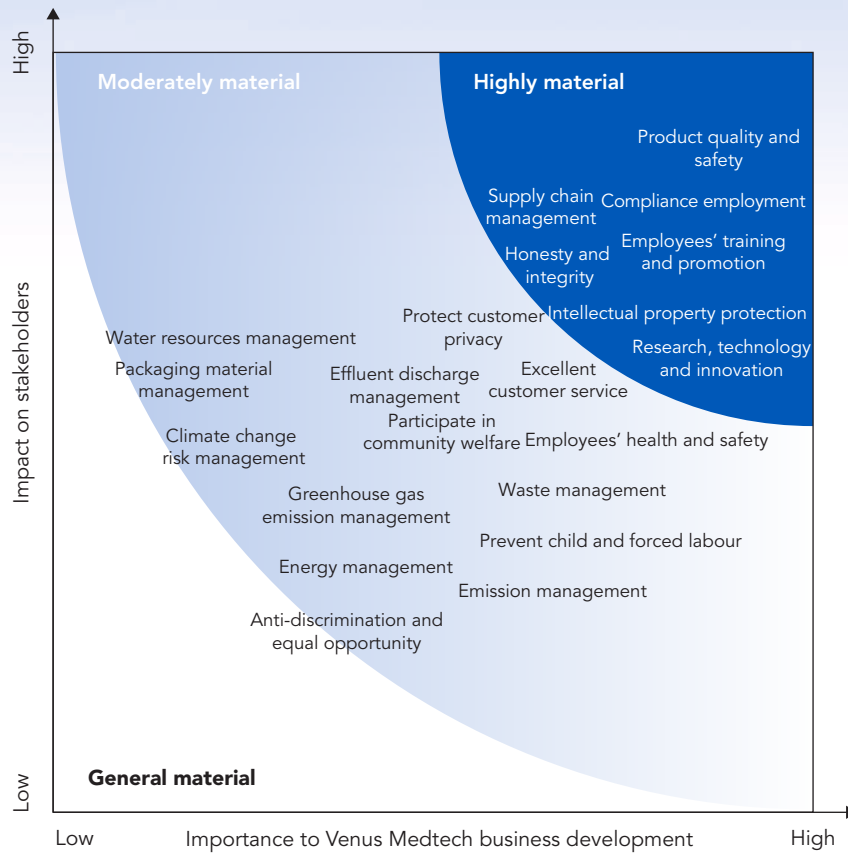 High
Moderately material
Highly material
Product quality and
safety
Supply chain
management
Compliance employment
Honesty and
integrity
Employees' training
and promotion
Protect customer
privacy
Intellectual property protection
Water resources management
Research, technology
and innovation
Packaging material
management
Effluent discharge
management
Excellent
customer service
Participate in
community welfare
Employees' health and safety
Climate change
risk management
Impact on stakeholders
Greenhouse gas
emission management
Waste management
Prevent child and forced labour
Energy management
Emission management
Anti-discrimination and
equal opportunity
General material
Low
Low
Importance to Venus Medtech business development
High